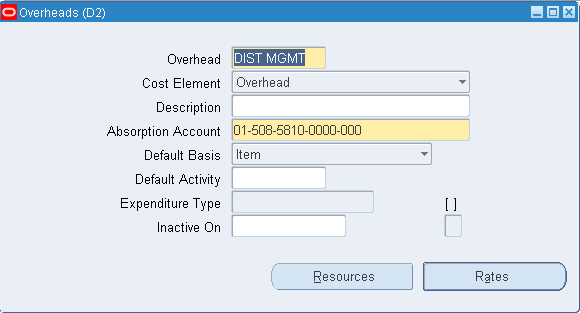 Overheads (D2)
Overhead DIST MGMT
Cost Element Overhead
Description
Absorption Account 01-508-5810-0000-000
Default Basis Item
Default Activity
Expenditure Type [ ]
Inactive On
Resources Rates